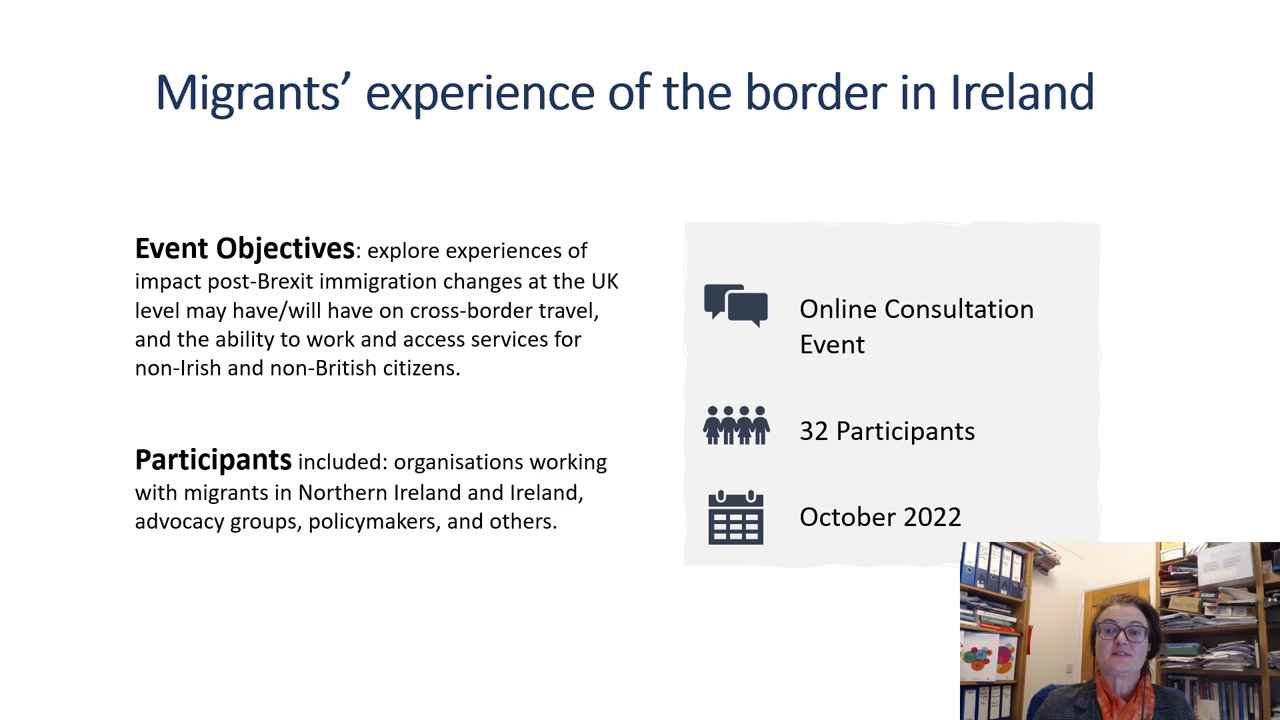 Migrants’ experience of the border in Ireland
Event Objectives: explore experiences of
impact post-Brexit immigration changes at the UK
level may have/will have on cross-border travel,
and the ability to work and access services for
non-Irish and non-British citizens.
Participants included: organisations working
with migrants in Northern Ireland and Ireland,
advocacy groups, policymakers, and others.
Online Consultation
Event
32 Participants
October 2022